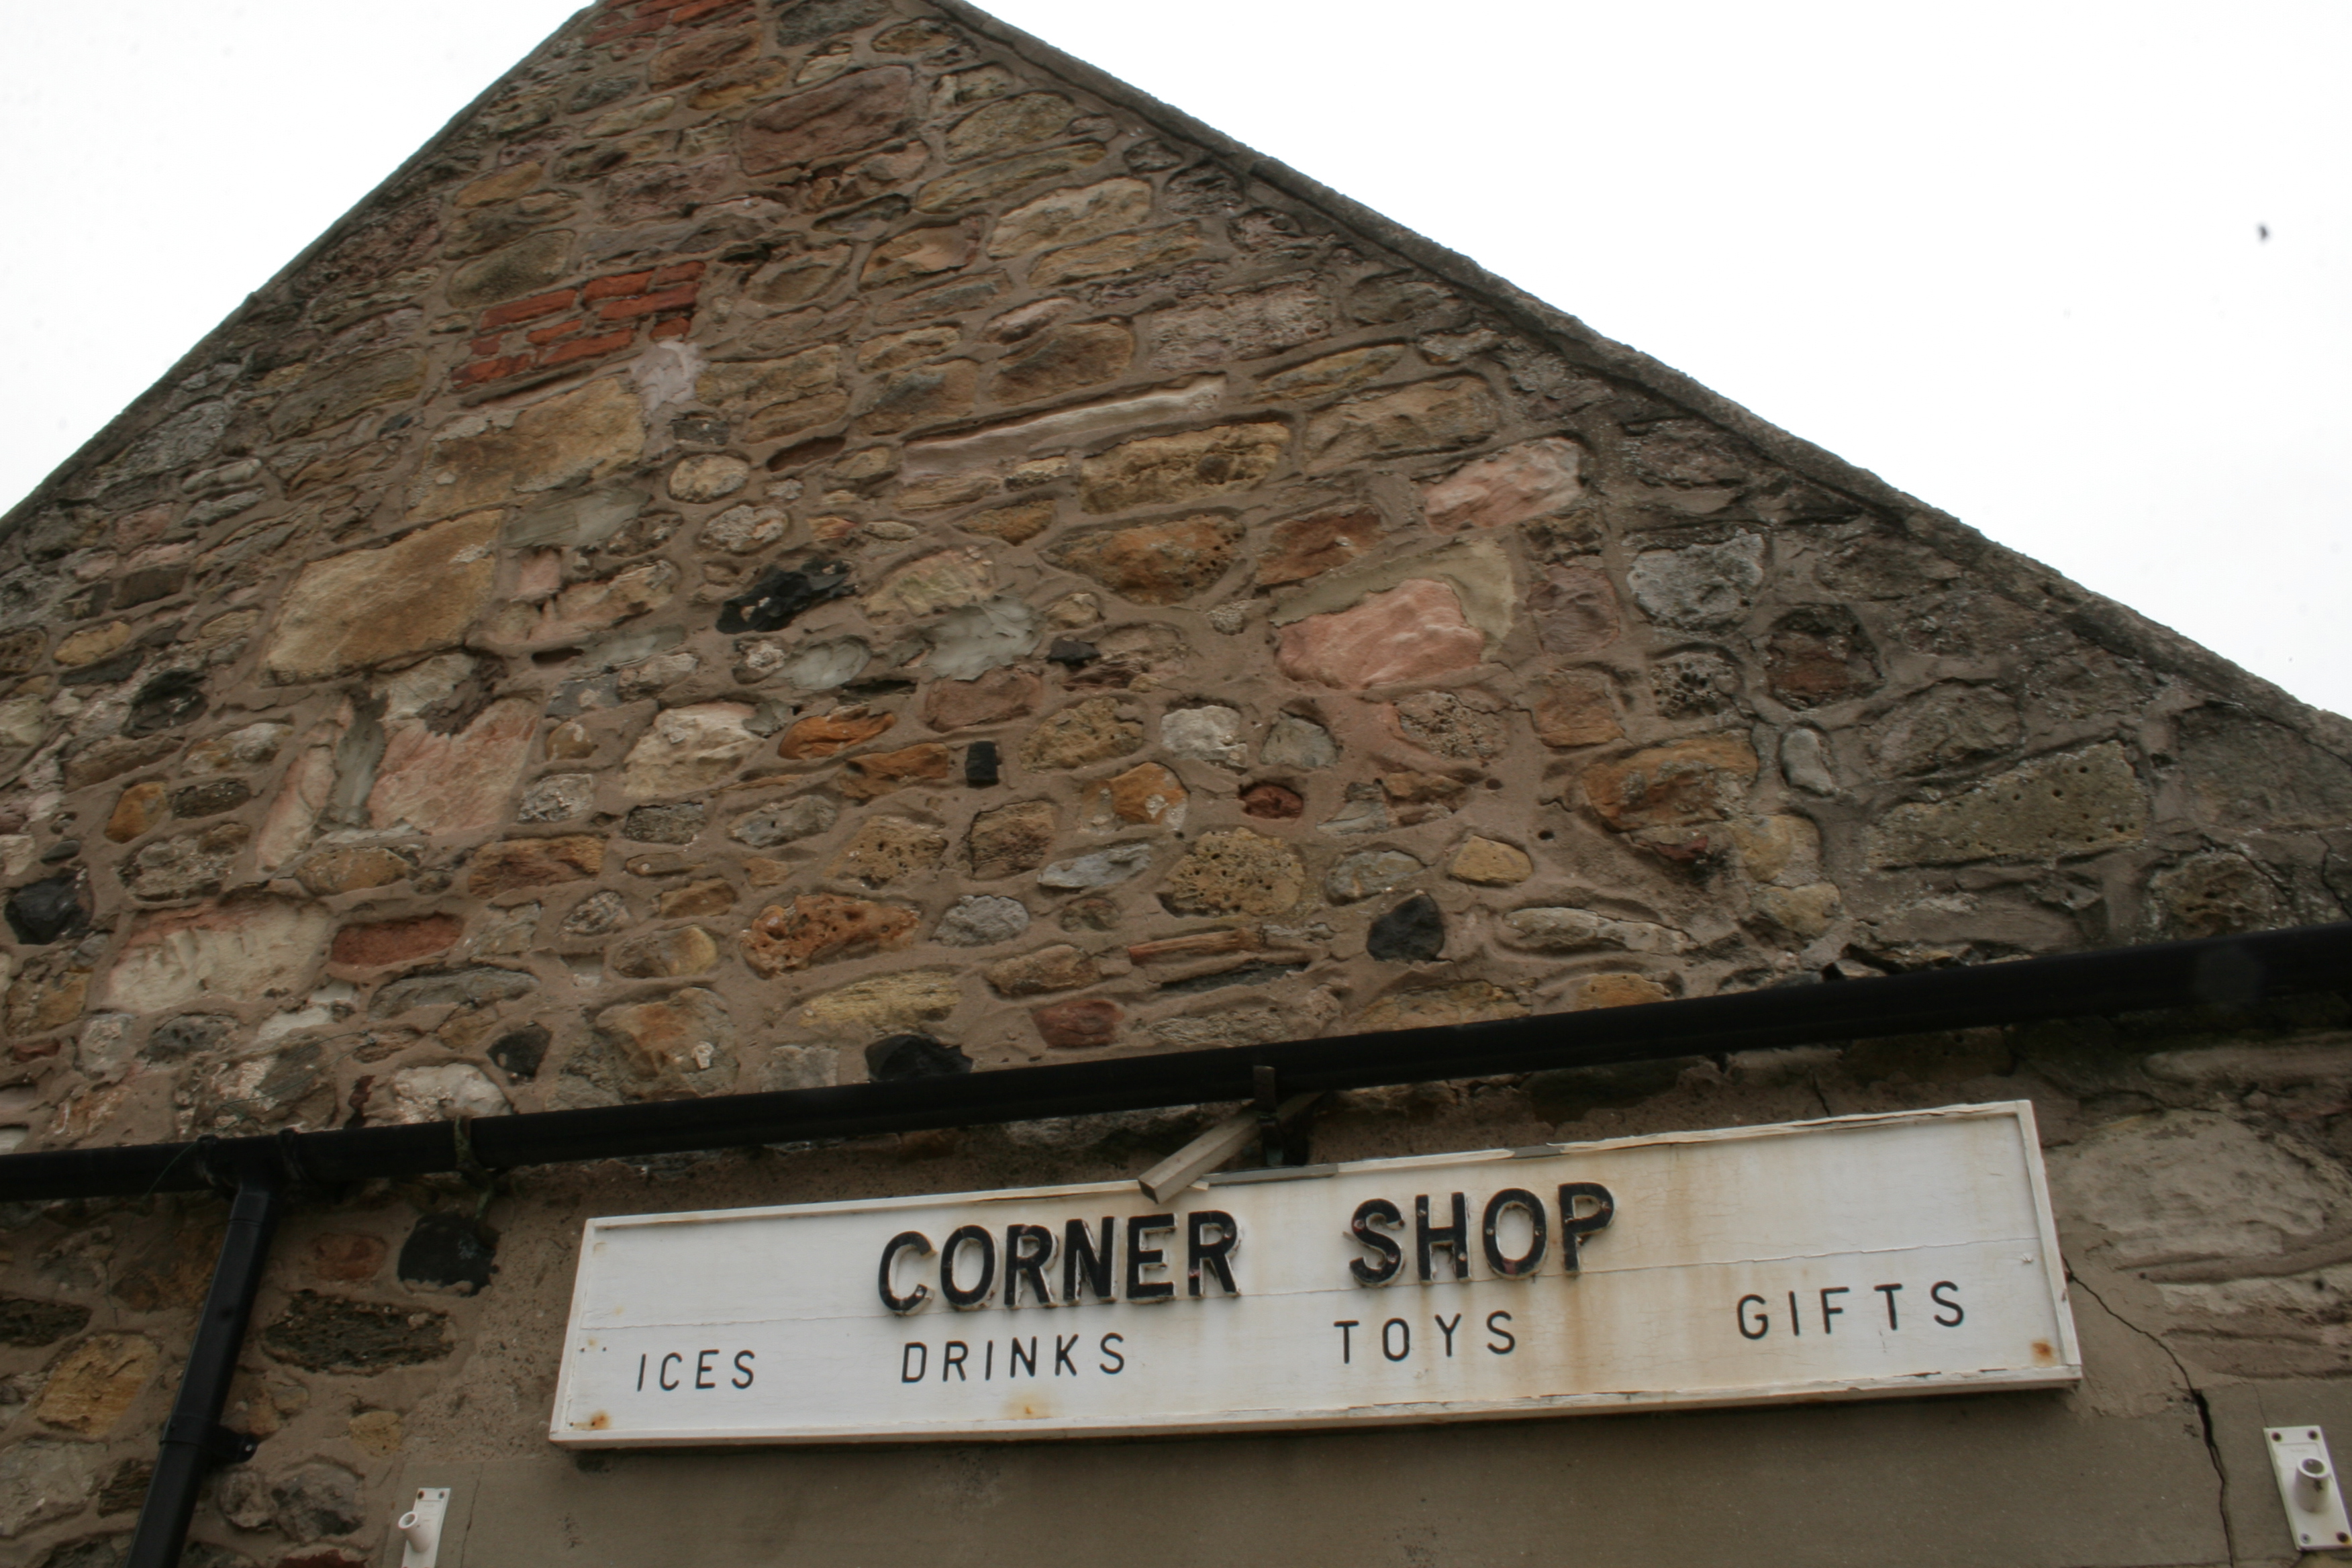 CORNER SHOP
ICES DRINKS TOYS GIFTS